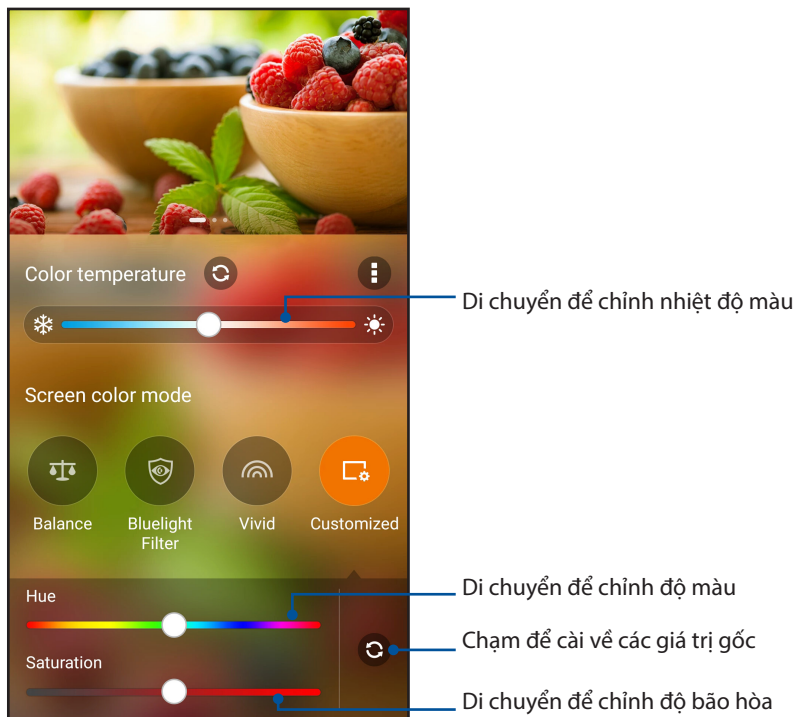 Color temperature
Di chuyển để chỉnh nhiệt độ màu
Screen color mode
Balance
Bluelight
Filter
Vivid
Customized
Hue
Di chuyển để chỉnh độ màu
Chạm để cài về các giá trị gốc
Saturation
Di chuyển để chỉnh độ bão hòa